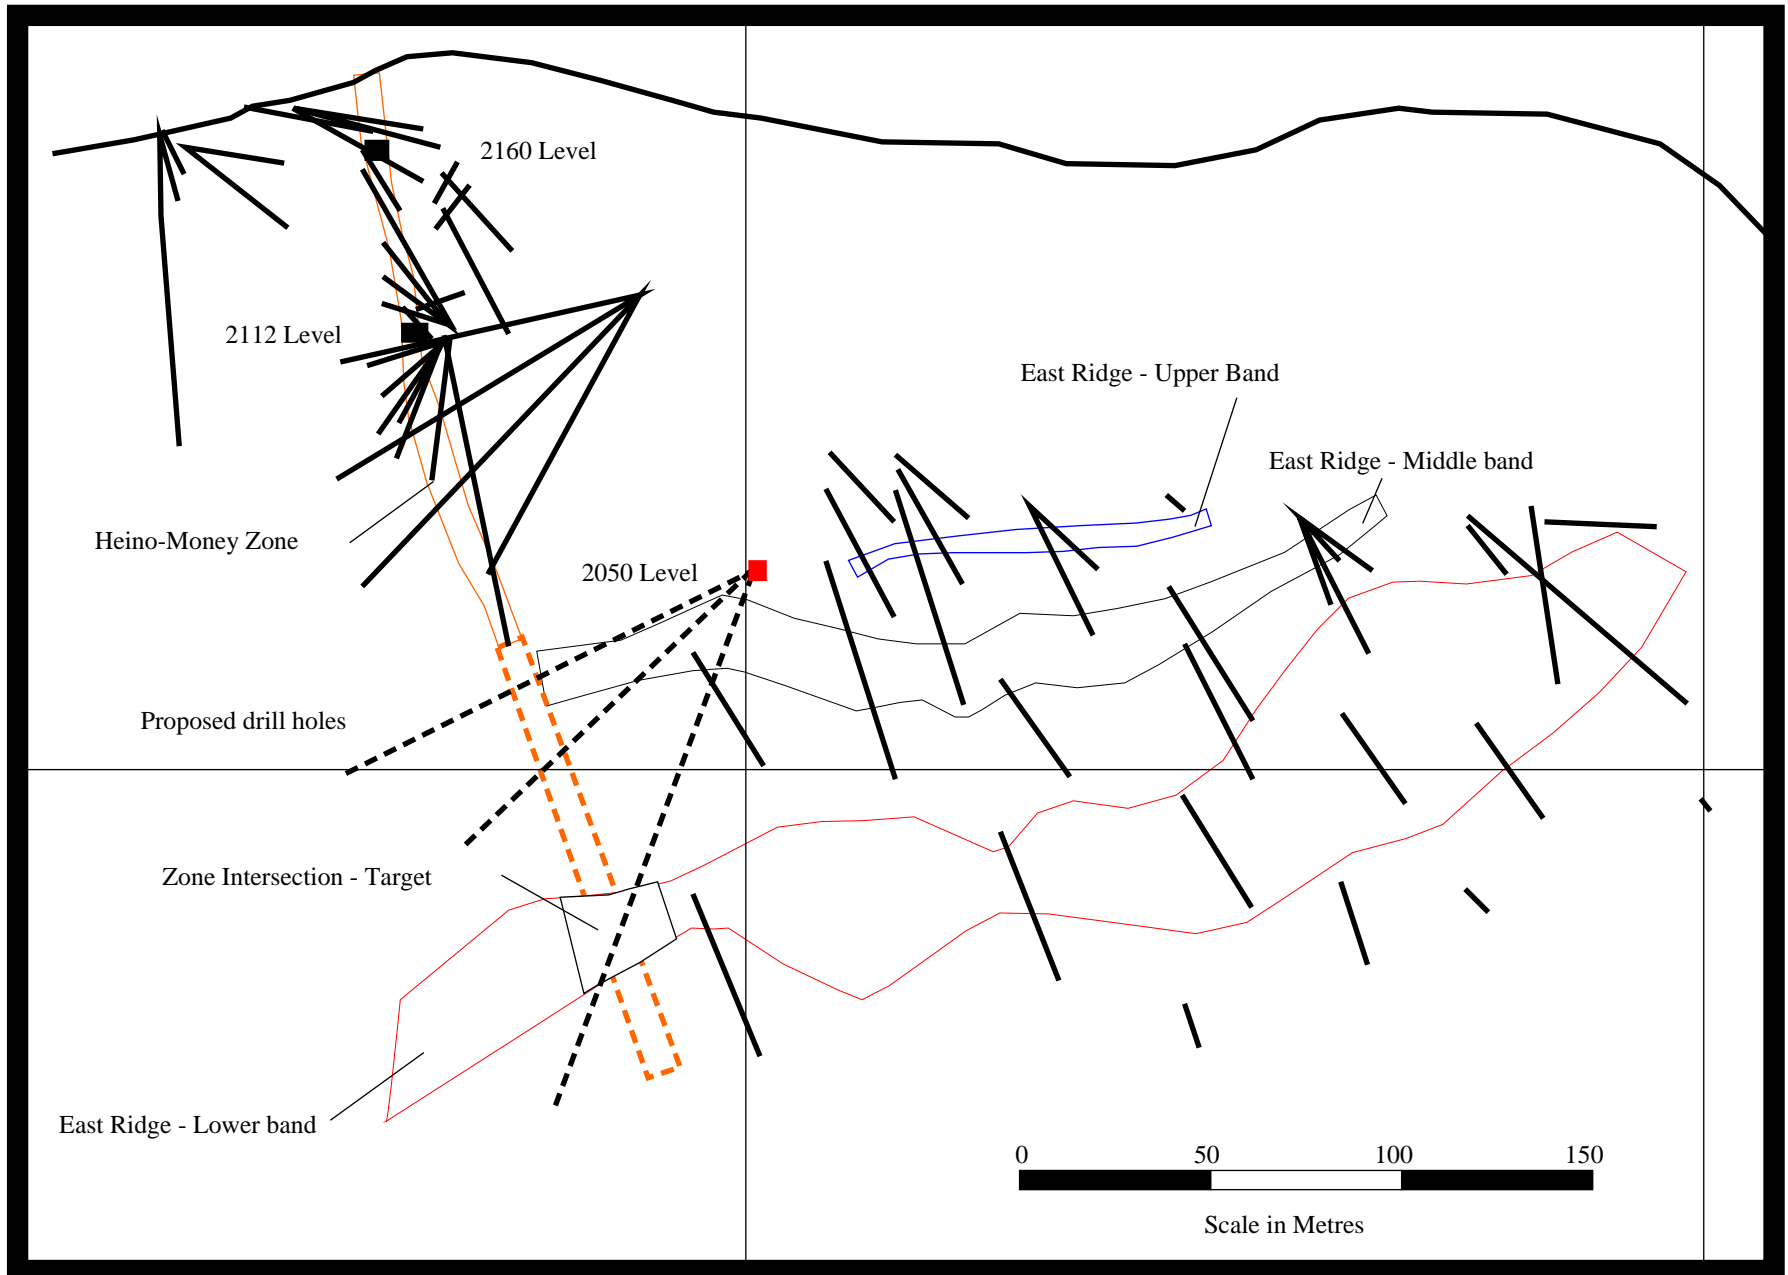 2160 Level
2112 Level
East Ridge - Upper Band
East Ridge - Middle band
Heino-Money Zone
2050 Level
Proposed drill holes
Zone Intersection - Target
East Ridge - Lower band
0 50 100 150
Scale in Metres